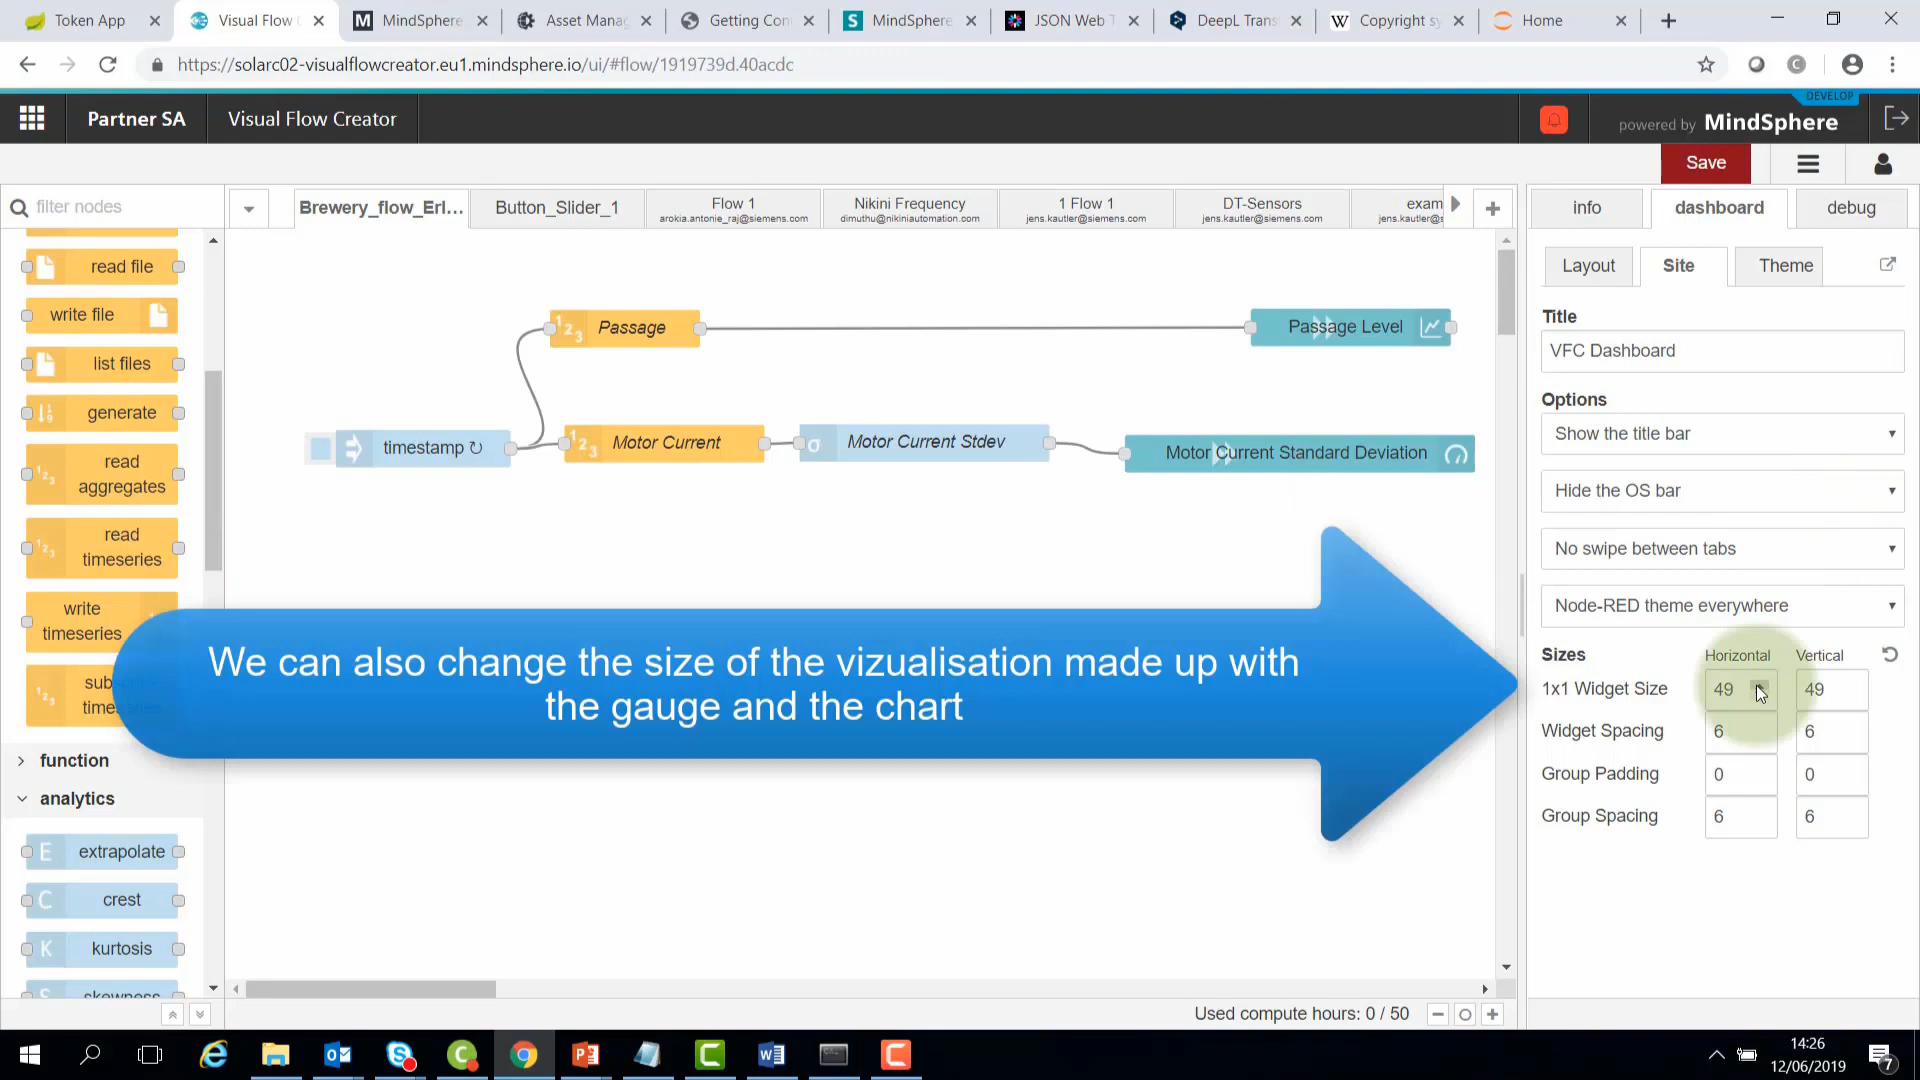 Token App
Visual Flow
MindSphere
Asset Mana
Getting Con
MindSphere
JSON Web T
DeepL Trans
Copyright sy
Home
https://solarc02-visualflowcreator.eu1.mindsphere.io/ui/#flow/1919739d.40acdc
Partner SA
Visual Flow Creator
powered by MindSphere
DEVELOP
Save
filter nodes
Brewery_flow_Erl...
Button_Slider_1
Flow 1
arokia.antonie_raj@siemens.com
Nikini Frequency
dimuthu@nikiniautomation.com
1 Flow 1
jens.kautler@siemens.com
DT-Sensors
jens.kautler@siemens.com
exam
jens.kautler@s
info
dashboard
debug
read file
write file
list files
generate
read
aggregates
read
timeseries
write
timeseries
function
analytics
extrapolate
crest
kurtosis
skewness
Passage
Passage Level
timestamp ↻
Motor Current
Motor Current Stdev
Motor Current Standard Deviation
We can also change the size of the vizualisation made up with
the gauge and the chart
Layout
Site
Theme
Title
VFC Dashboard
Options
Show the title bar
Hide the OS bar
No swipe between tabs
Node-RED theme everywhere
Sizes Horizontal Vertical
1x1 Widget Size 49 49
Widget Spacing 6 6
Group Padding 0 0
Group Spacing 6 6
Used compute hours: 0 / 50
14:26
12/06/2019
7